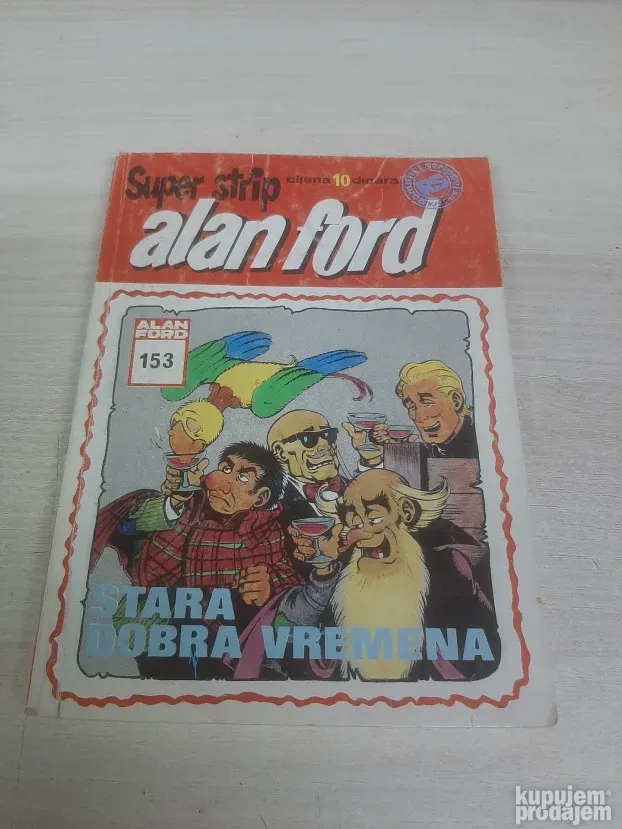 Super strip cijena 10 dinara
alan ford
ALAN
FORD
153
STARA
DOBRA VREMENA
kupujem
prodajem